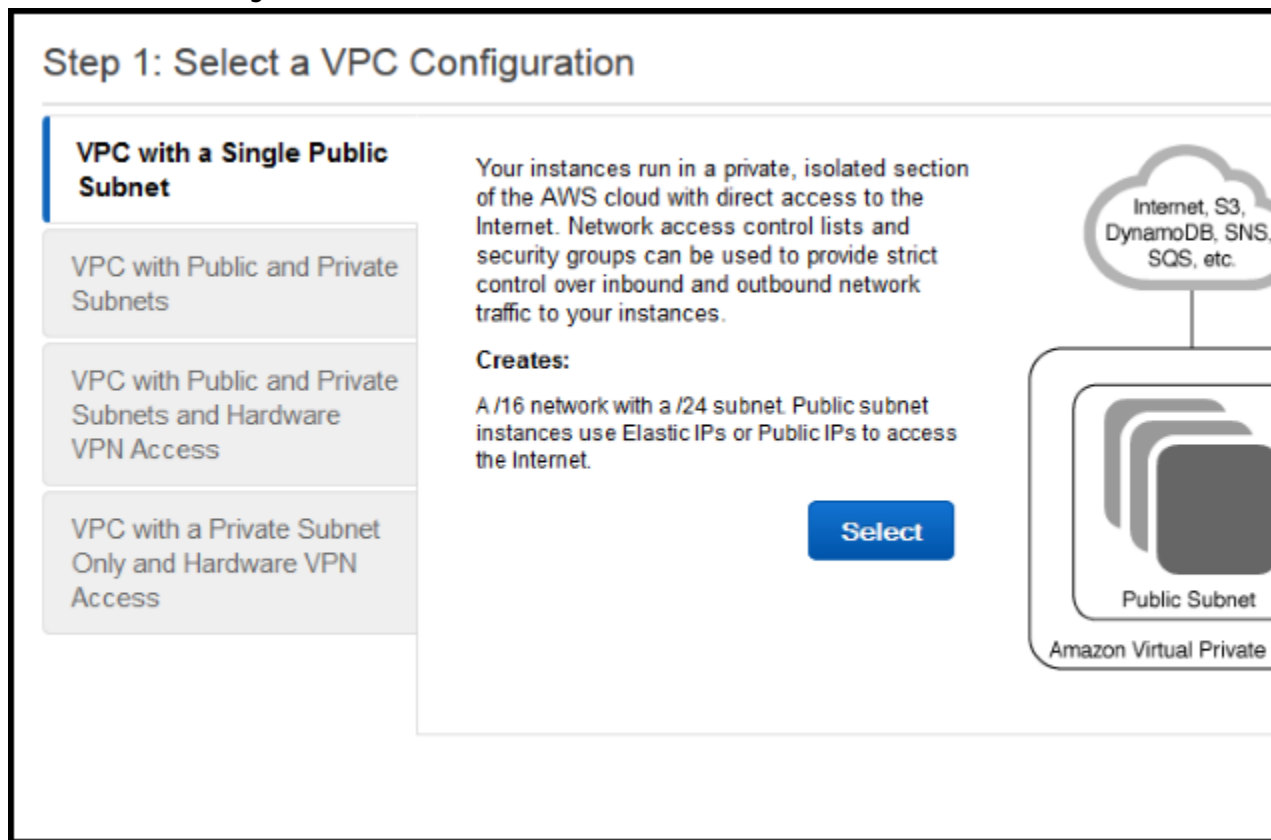 Step 1: Select a VPC Configuration
VPC with a Single Public
Subnet
VPC with Public and Private
Subnets
VPC with Public and Private
Subnets and Hardware
VPN Access
VPC with a Private Subnet
Only and Hardware VPN
Access
Your instances run in a private, isolated section
of the AWS cloud with direct access to the
Internet. Network access control lists and
security groups can be used to provide strict
control over inbound and outbound network
traffic to your instances.
Creates:
A /16 network with a /24 subnet. Public subnet
instances use Elastic IPs or Public IPs to access
the Internet.
Select
Internet, S3,
DynamoDB, SNS,
SQS, etc.
Public Subnet
Amazon Virtual Private